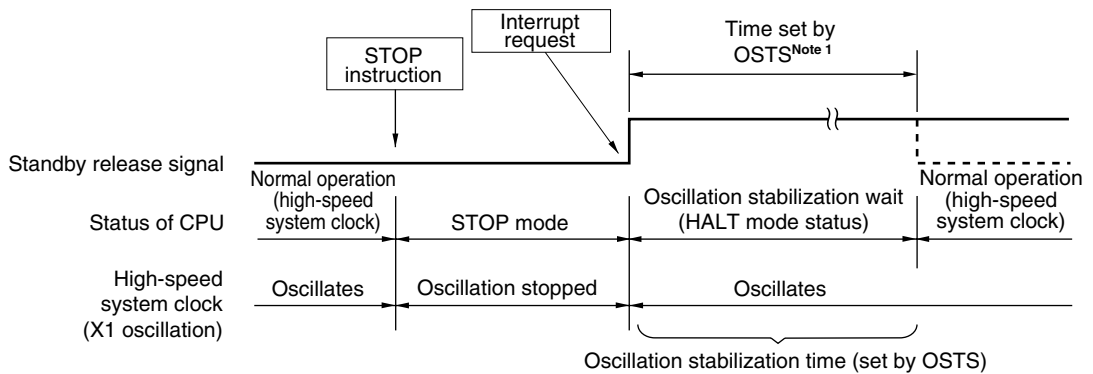 Interrupt
request
Time set by
OSTSNote 1
STOP
instruction
Standby release signal
Normal operation
(high-speed
system clock)
Oscillation stabilization wait
(HALT mode status)
Normal operation
(high-speed
system clock)
Status of CPU
STOP mode
High-speed
system clock
(X1 oscillation)
Oscillates
Oscillation stopped
Oscillates
Oscillation stabilization time (set by OSTS)